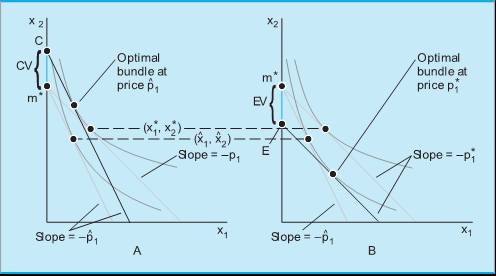 x₂
C
CV
m*
Optimal
bundle at
price p̂₁
(x₁*, x₂*)
(x̂₁, x̂₂)
Slope = –p₁
Slope = –p̂₁
x₁
A
x₂
m*
EV
E
Optimal
bundle at
price p₁*
Slope = –p₁*
Slope = –p̂₁
x₁
B